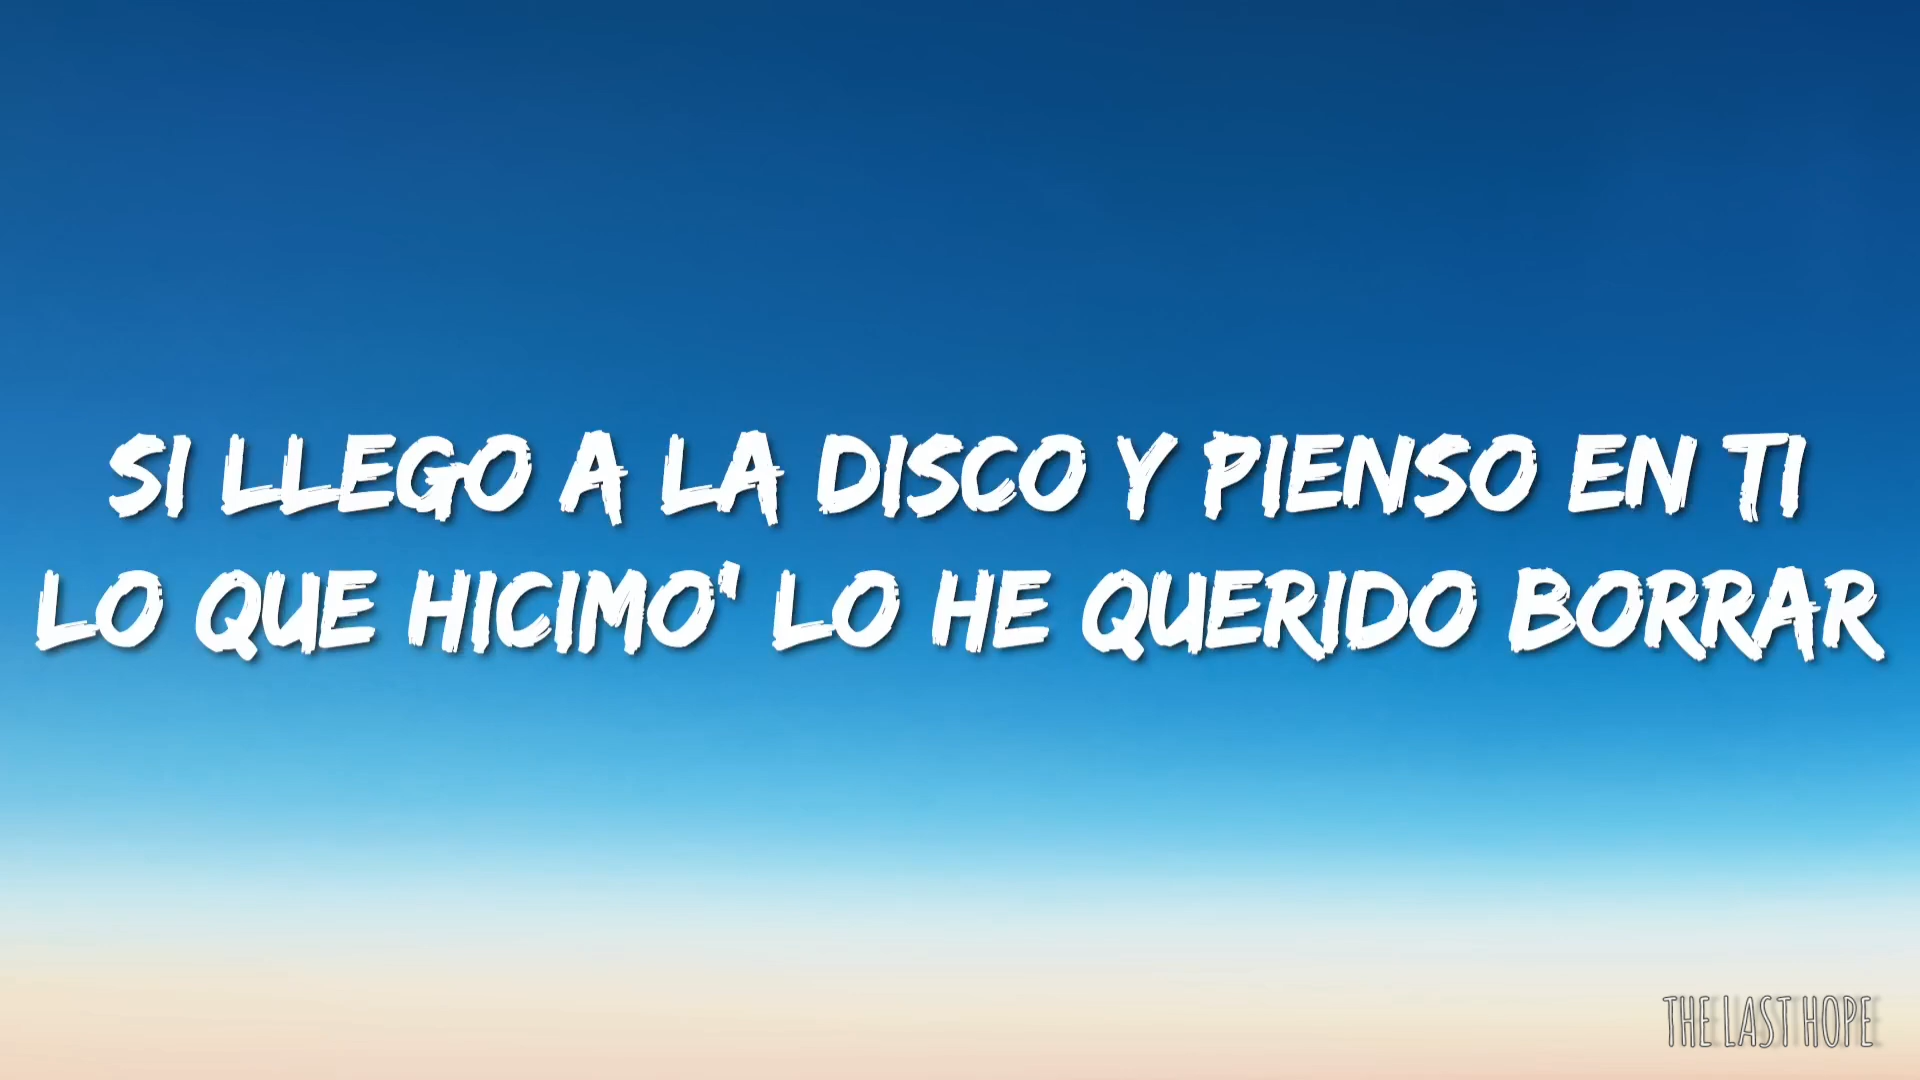 SI LLEGO A LA DISCO Y PIENSO EN TI
LO QUE HICIMO' LO HE QUERIDO BORRAR
THE LAST HOPE